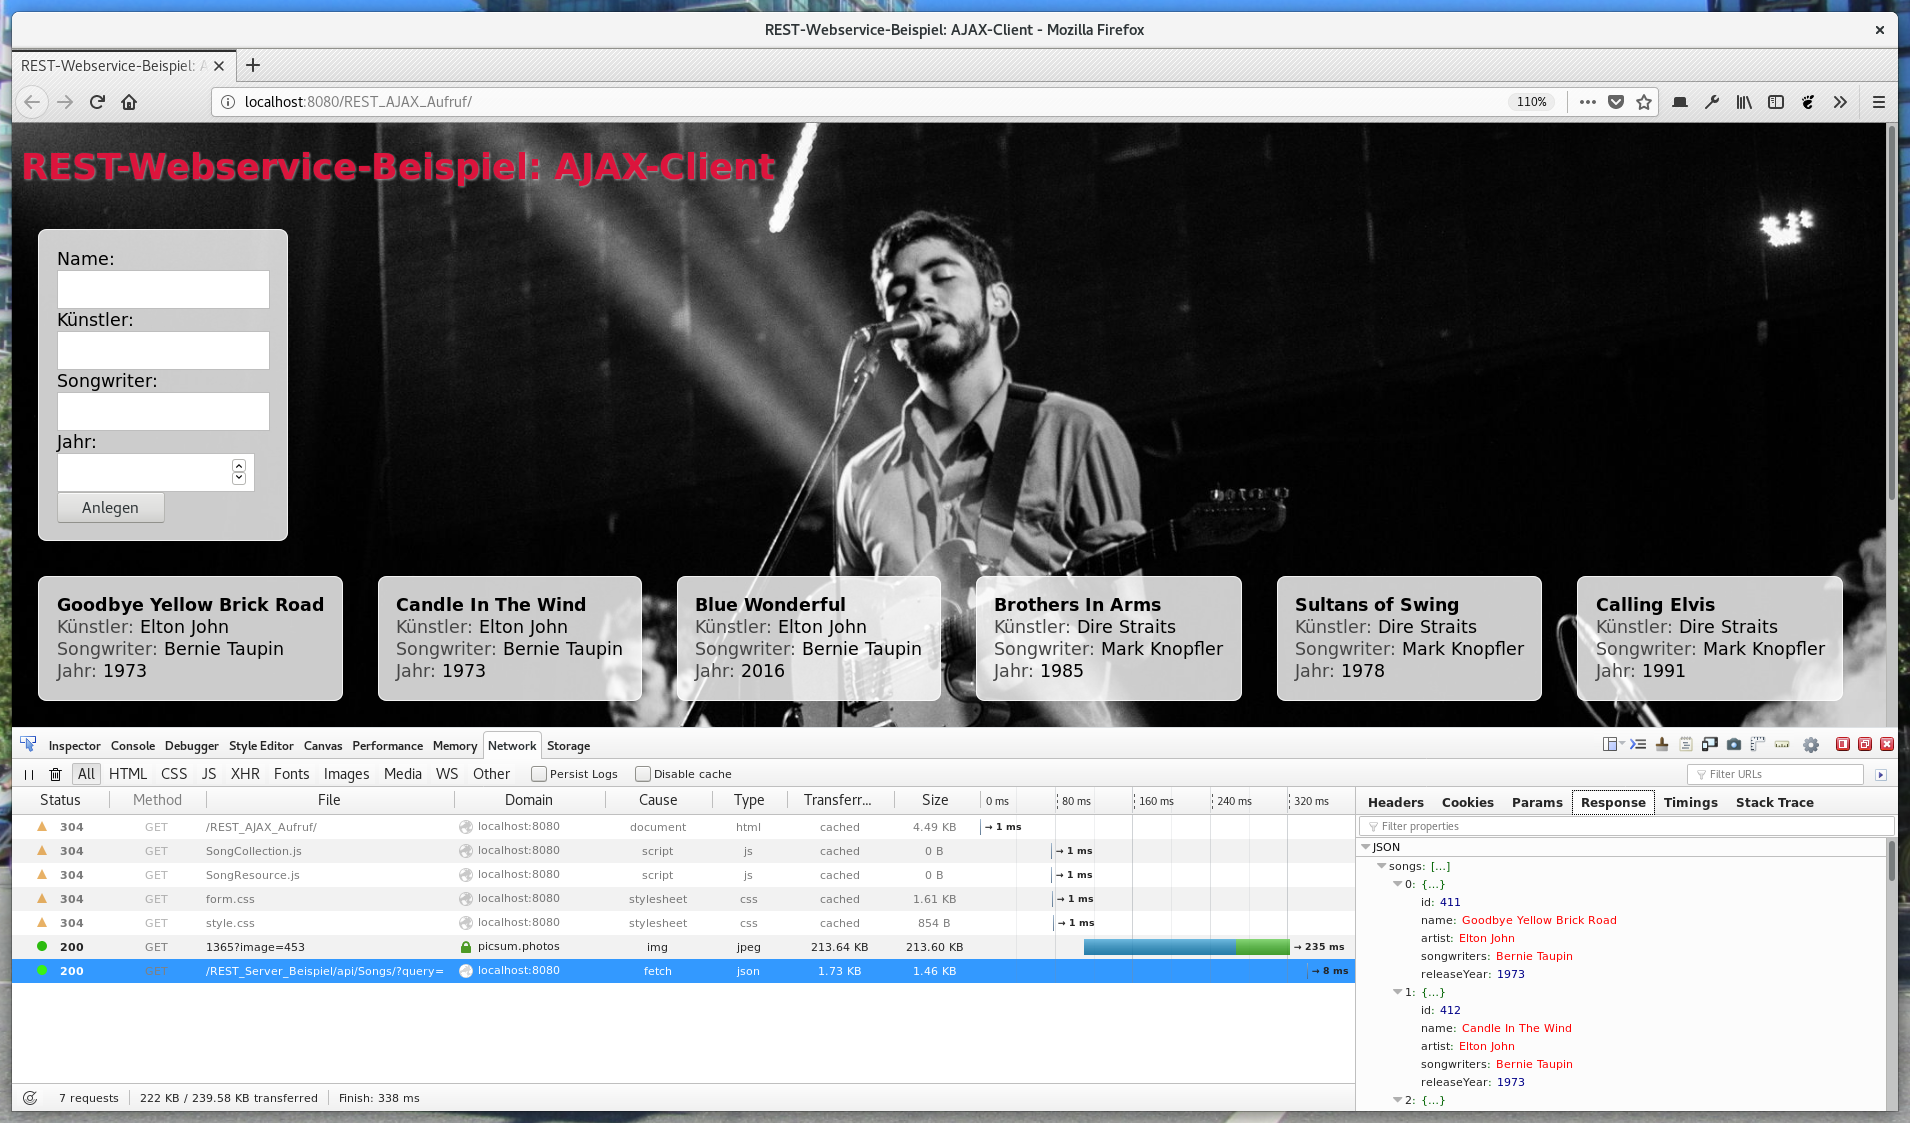 REST-Webservice-Beispiel: AJAX-Client - Mozilla Firefox
REST-Webservice-Beispiel:
localhost:8080/REST_AJAX_Aufruf/
110%
REST-Webservice-Beispiel: AJAX-Client
Name:
Künstler:
Songwriter:
Jahr:
Anlegen
Goodbye Yellow Brick Road
Künstler: Elton John
Songwriter: Bernie Taupin
Jahr: 1973
Candle In The Wind
Künstler: Elton John
Songwriter: Bernie Taupin
Jahr: 1973
Blue Wonderful
Künstler: Elton John
Songwriter: Bernie Taupin
Jahr: 2016
Brothers In Arms
Künstler: Dire Straits
Songwriter: Mark Knopfler
Jahr: 1985
Sultans of Swing
Künstler: Dire Straits
Songwriter: Mark Knopfler
Jahr: 1978
Calling Elvis
Künstler: Dire Straits
Songwriter: Mark Knopfler
Jahr: 1991
Inspector Console Debugger Style Editor Canvas Performance Memory Network Storage
All HTML CSS JS XHR Fonts Images Media WS Other Persist Logs Disable cache Filter URLs
Status Method File Domain Cause Type Transferr... Size 0 ms 80 ms 160 ms 240 ms 320 ms
304 GET /REST_AJAX_Aufruf/ localhost:8080 document html cached 4.49 KB → 1 ms
304 GET SongCollection.js localhost:8080 script js cached 0 B → 1 ms
304 GET SongResource.js localhost:8080 script js cached 0 B → 1 ms
304 GET form.css localhost:8080 stylesheet css cached 1.61 KB → 1 ms
304 GET style.css localhost:8080 stylesheet css cached 854 B → 1 ms
200 GET 1365?image=453 picsum.photos img jpeg 213.64 KB 213.60 KB → 235 ms
200 GET /REST_Server_Beispiel/api/Songs/?query= localhost:8080 fetch json 1.73 KB 1.46 KB → 8 ms
7 requests 222 KB / 239.58 KB transferred Finish: 338 ms
Headers Cookies Params Response Timings Stack Trace
Filter properties
JSON
songs: [...]
0: {...}
id: 411
name: Goodbye Yellow Brick Road
artist: Elton John
songwriters: Bernie Taupin
releaseYear: 1973
1: {...}
id: 412
name: Candle In The Wind
artist: Elton John
songwriters: Bernie Taupin
releaseYear: 1973
2: {...}